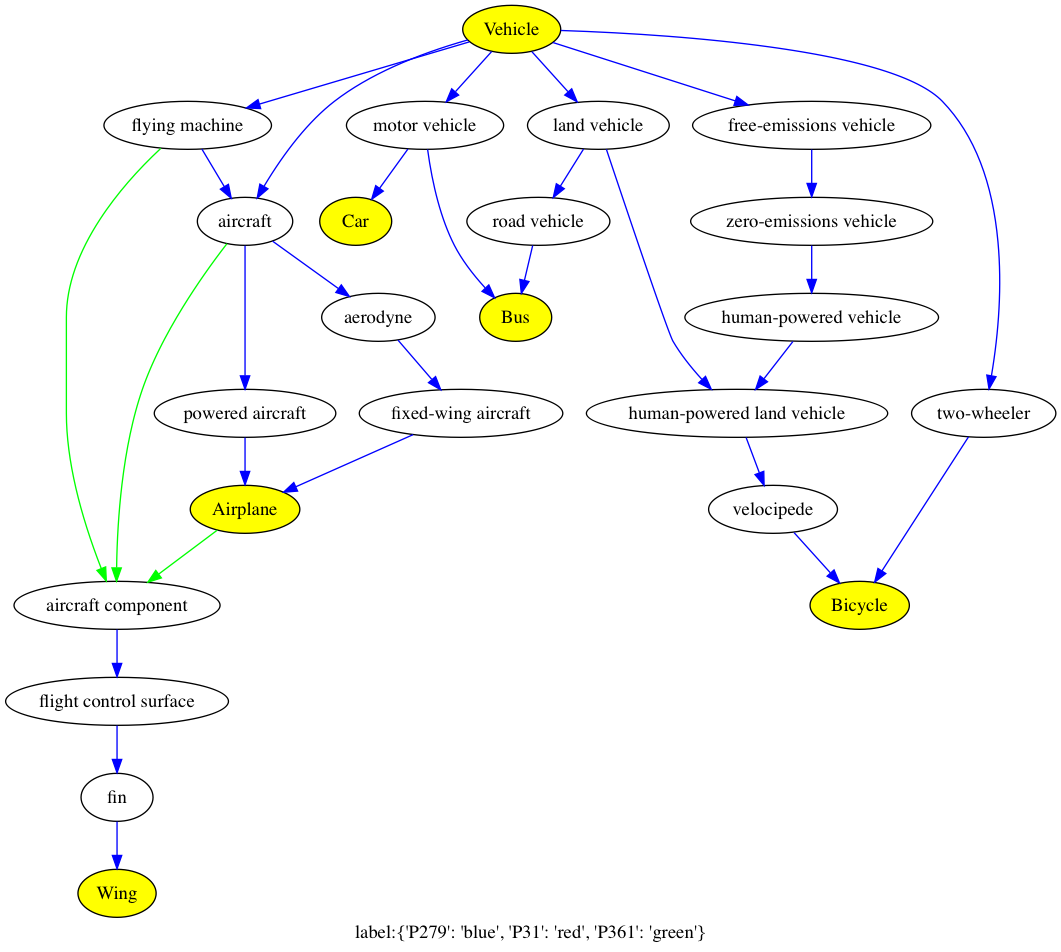 Vehicle
flying machine
motor vehicle
land vehicle
free-emissions vehicle
aircraft
Car
road vehicle
zero-emissions vehicle
aerodyne
Bus
human-powered vehicle
powered aircraft
fixed-wing aircraft
human-powered land vehicle
two-wheeler
Airplane
velocipede
aircraft component
Bicycle
flight control surface
fin
Wing
label:{'P279': 'blue', 'P31': 'red', 'P361': 'green'}